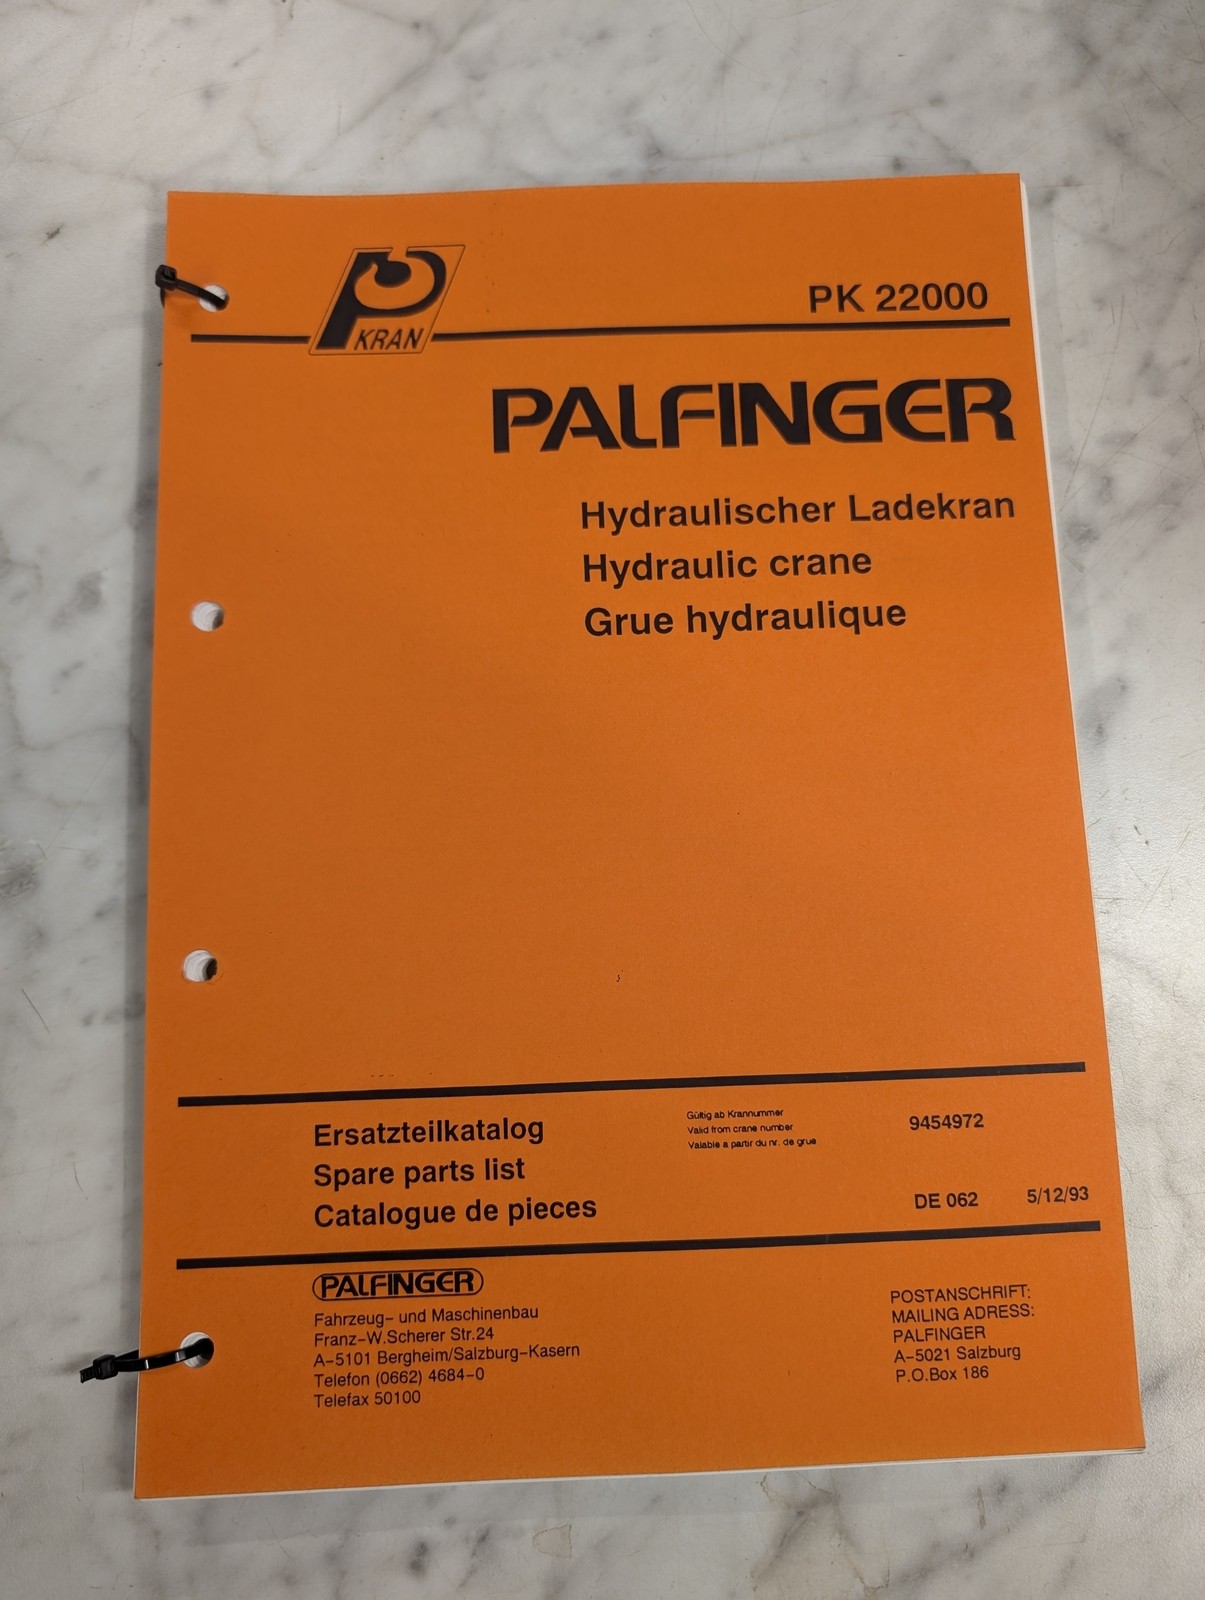 KRAN
PK 22000
PALFINGER
Hydraulischer Ladekran
Hydraulic crane
Grue hydraulique
Ersatzteilkatalog
Spare parts list
Catalogue de pieces
Gültig ab Krannummer
Valid from crane number
Valable a partir du nr. de grue
9454972
DE 062 5/12/93
PALFINGER
Fahrzeug- und Maschinenbau
Franz-W.Scherer Str.24
A-5101 Bergheim/Salzburg-Kasern
Telefon (0662) 4684-0
Telefax 50100
POSTANSCHRIFT:
MAILING ADRESS:
PALFINGER
A-5021 Salzburg
P.O.Box 186